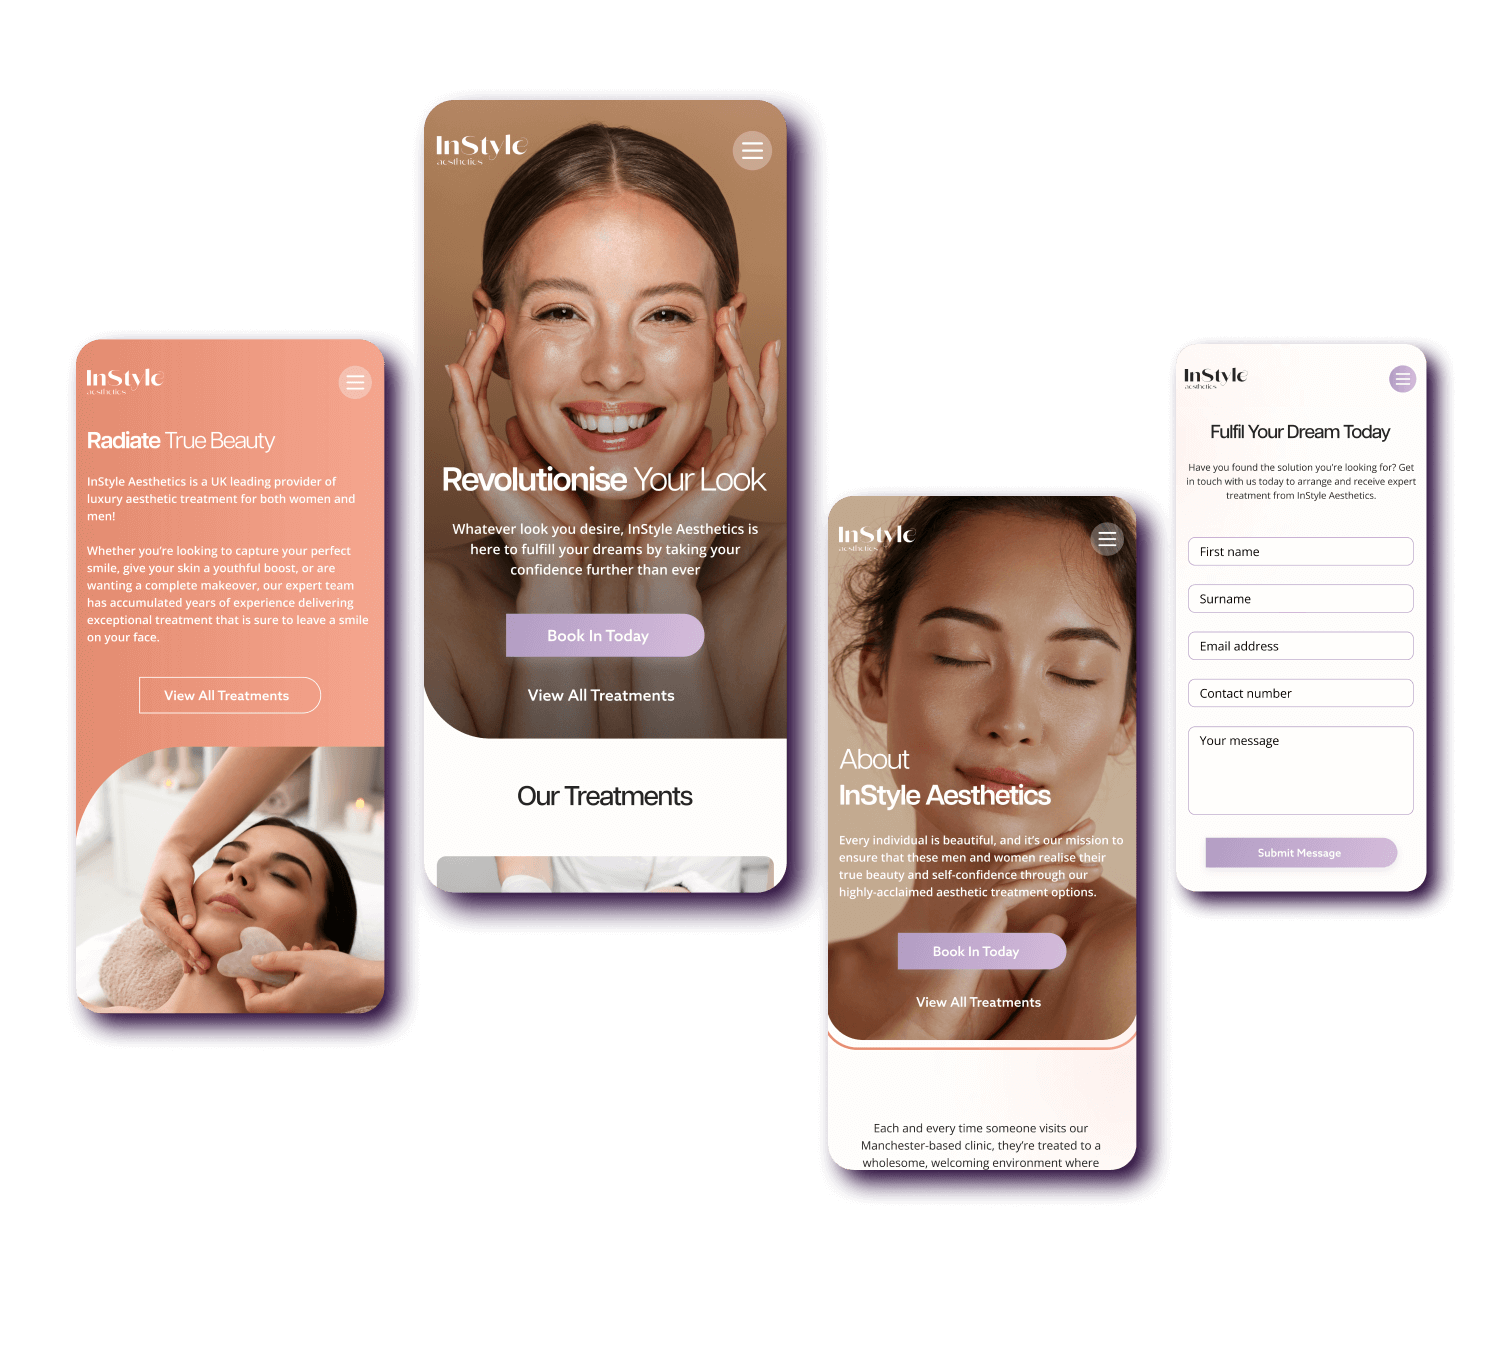 InStyle
aesthetics
Radiate True Beauty
InStyle Aesthetics is a UK leading provider of
luxury aesthetic treatment for both women and
men!
Whether you're looking to capture your perfect
smile, give your skin a youthful boost, or are
wanting a complete makeover, our expert team
has accumulated years of experience delivering
exceptional treatment that is sure to leave a smile
on your face.
View All Treatments
InStyle
aesthetics
Revolutionise Your Look
Whatever look you desire, InStyle Aesthetics is
here to fulfill your dreams by taking your
confidence further than ever
Book In Today
View All Treatments
Our Treatments
InStyle
aesthetics
About
InStyle Aesthetics
Every individual is beautiful, and it's our mission to
ensure that these men and women realise their
true beauty and self-confidence through our
highly-acclaimed aesthetic treatment options.
Book In Today
View All Treatments
Each and every time someone visits our
Manchester-based clinic, they're treated to a
wholesome, welcoming environment where
InStyle
aesthetics
Fulfil Your Dream Today
Have you found the solution you're looking for? Get
in touch with us today to arrange and receive expert
treatment from InStyle Aesthetics.
First name
Surname
Email address
Contact number
Your message
Submit Message